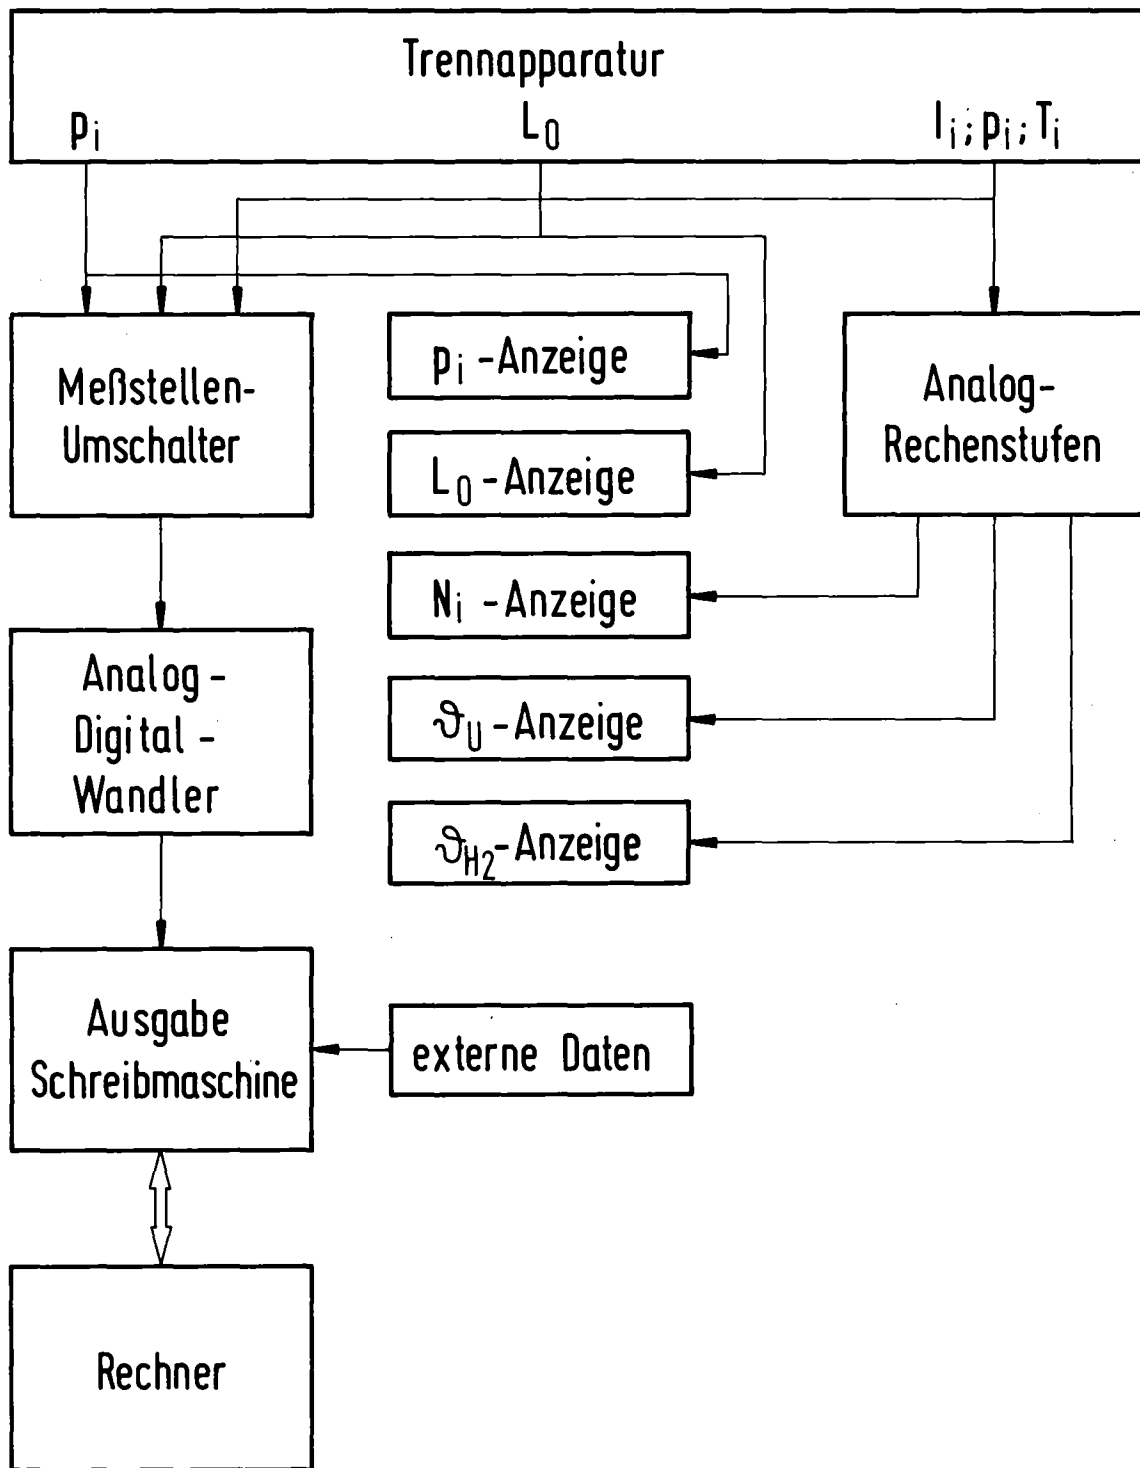 Trennapparatur
pᵢ L₀ Iᵢ; pᵢ; Tᵢ
Meßstellen-
Umschalter
pᵢ -Anzeige
L₀ -Anzeige
Nᵢ -Anzeige
ϑ_U -Anzeige
ϑ_H2 -Anzeige
Analog-
Rechenstufen
Analog-
Digital-
Wandler
Ausgabe
Schreibmaschine
externe Daten
Rechner